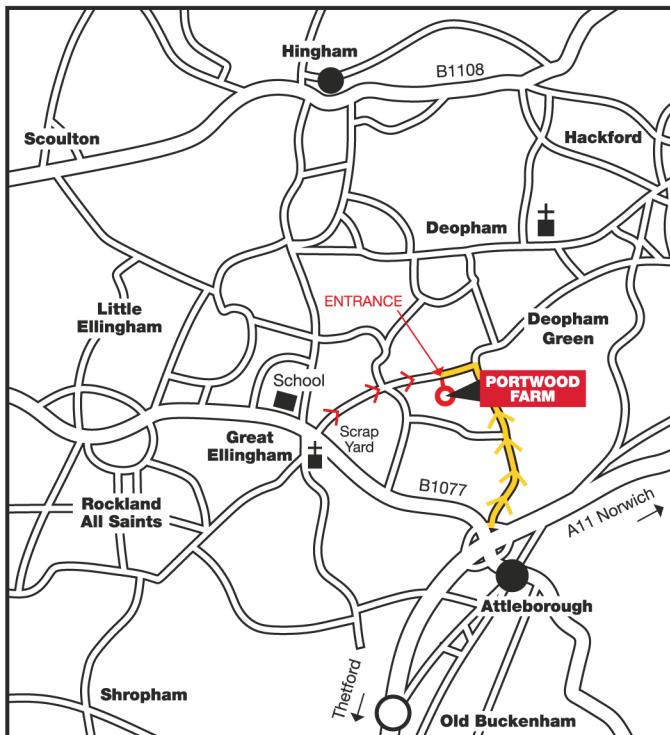 Hingham
B1108
Scoulton
Hackford
Deopham
ENTRANCE
Little
Ellingham
Deopham
Green
School
PORTWOOD
FARM
Great
Ellingham
Scrap
Yard
B1077
Rockland
All Saints
A11 Norwich
Attleborough
Thetford
Shropham
Old Buckenham